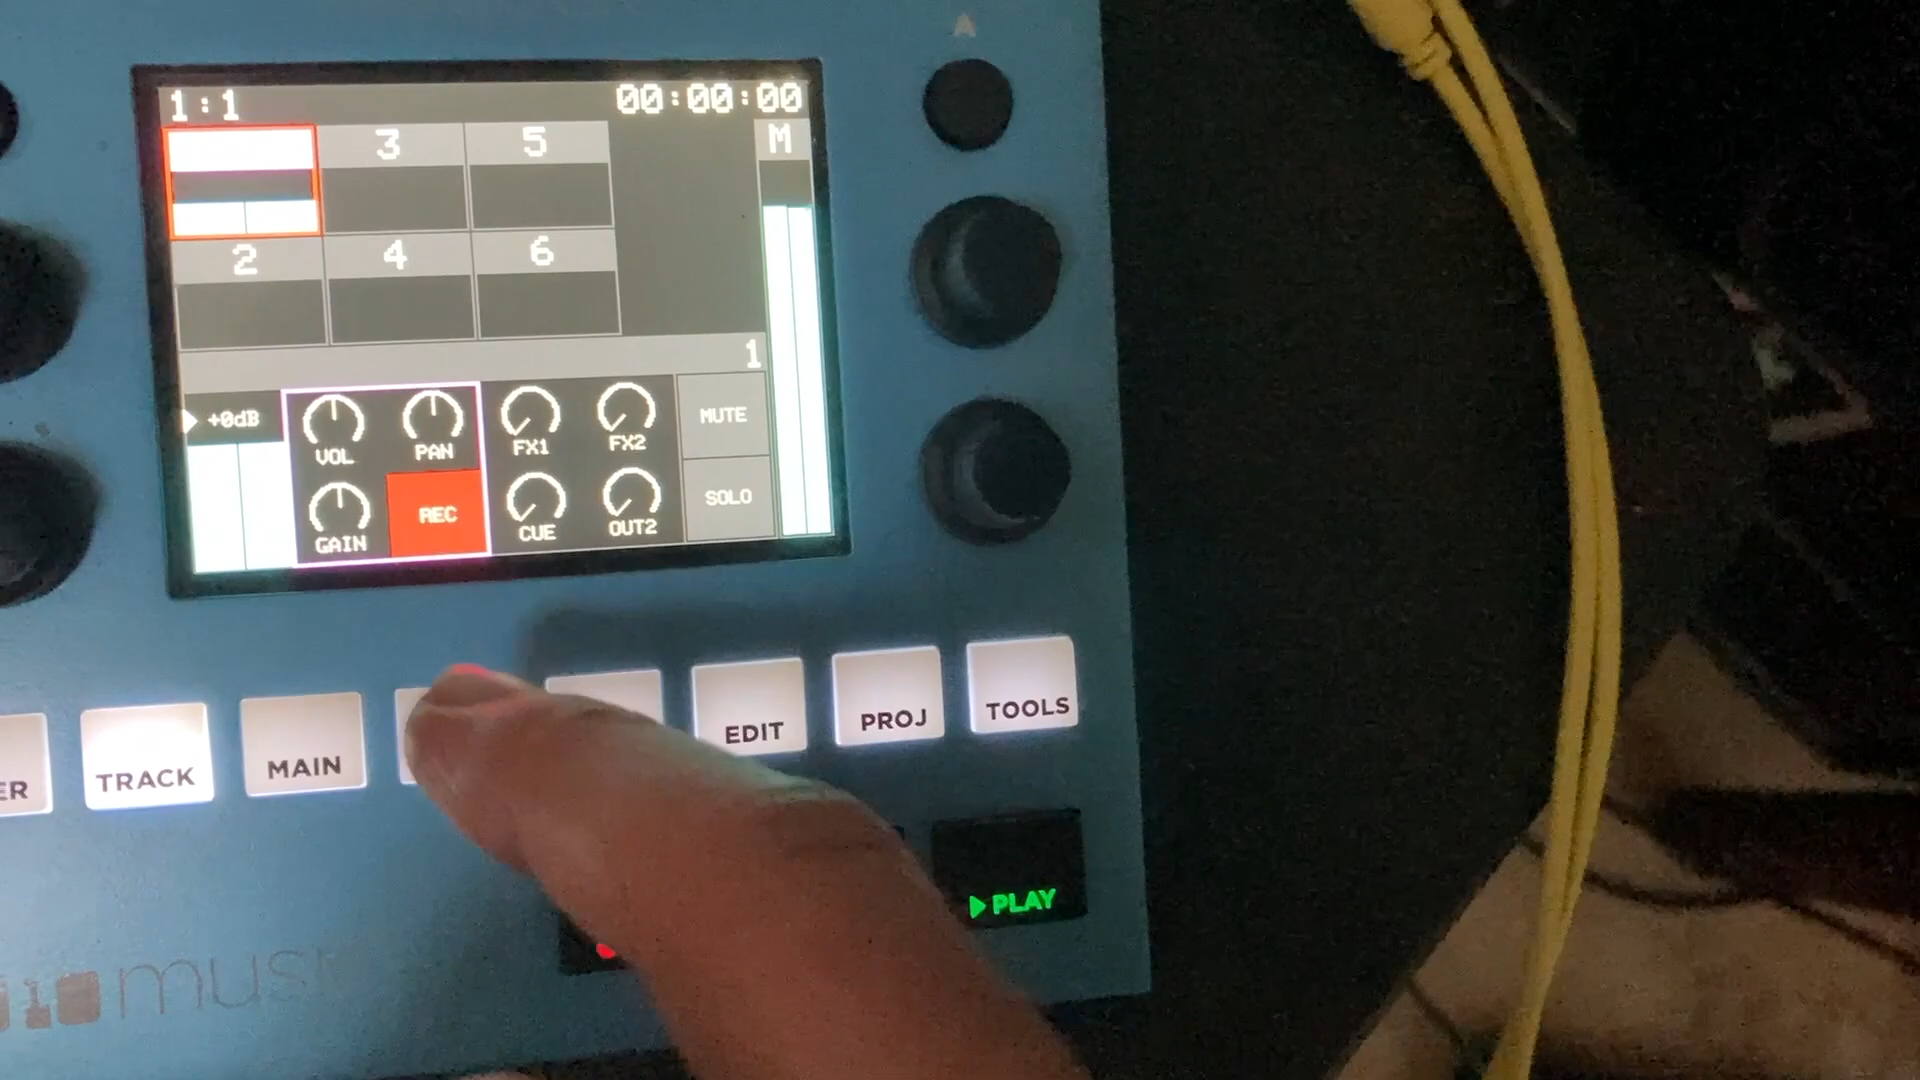 1:1 00:00:00
3 5 M
2 4 6
1
+0dB VOL PAN FX1 FX2 MUTE
GAIN REC CUE OUT2 SOLO
ER TRACK MAIN EDIT PROJ TOOLS
PLAY
musi